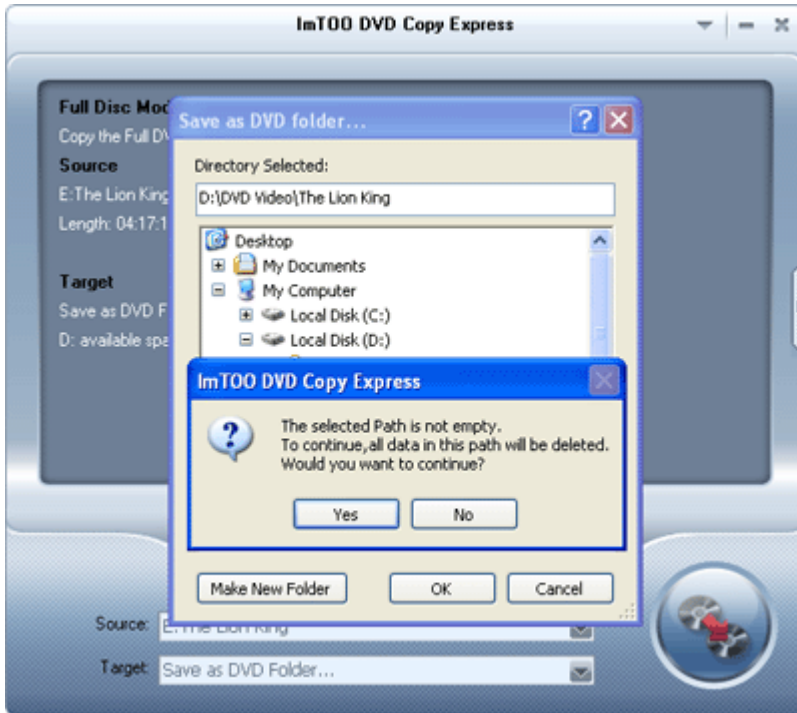 ImTOO DVD Copy Express
Full Disc Mod
Copy the Full DV
Source
E:The Lion King
Length: 04:17:1
Target
Save as DVD F
D: available spa
Save as DVD folder...
Directory Selected:
D:\DVD Video\The Lion King
Desktop
My Documents
My Computer
Local Disk (C:)
Local Disk (D:)
ImTOO DVD Copy Express
The selected Path is not empty.
To continue,all data in this path will be deleted.
Would you want to continue?
Yes No
Make New Folder OK Cancel
Source: E:The Lion King
Target: Save as DVD Folder...